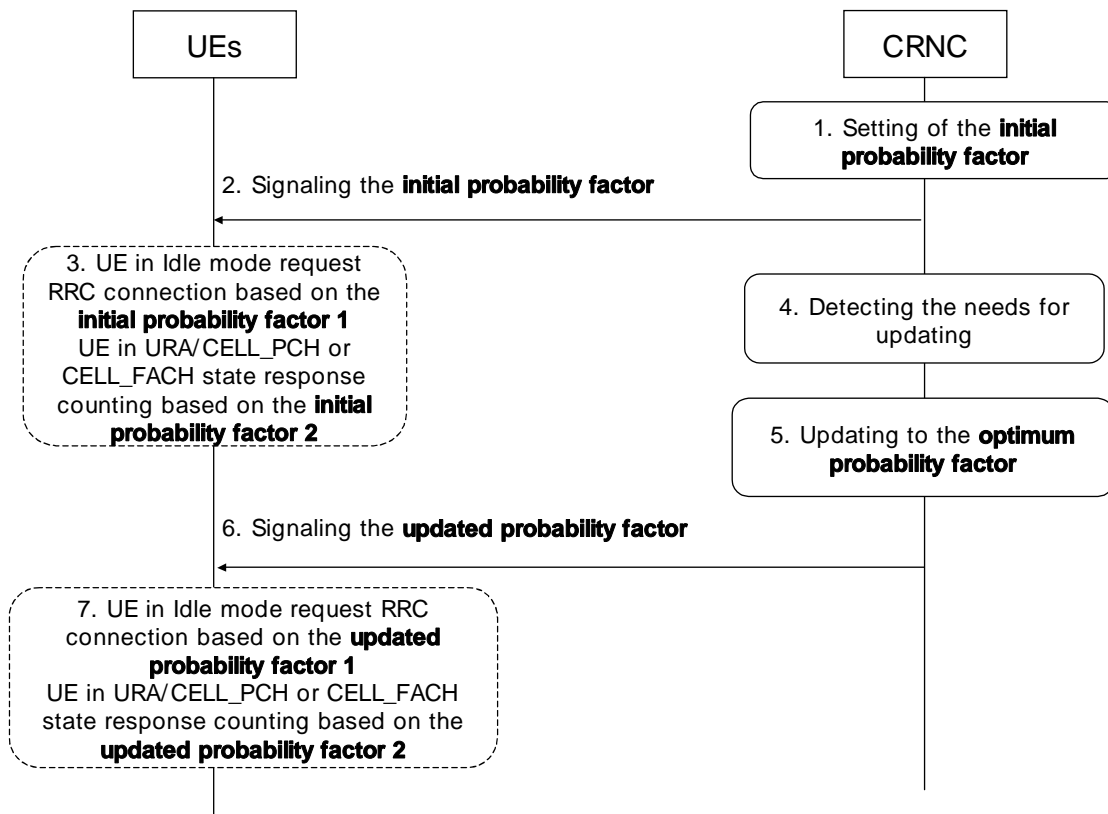 UEs
CRNC
1. Setting of the initial
probability factor
2. Signaling the initial probability factor
3. UE in Idle mode request
RRC connection based on the
initial probability factor 1
UE in URA/CELL_PCH or
CELL_FACH state response
counting based on the initial
probability factor 2
4. Detecting the needs for
updating
5. Updating to the optimum
probability factor
6. Signaling the updated probability factor
7. UE in Idle mode request RRC
connection based on the updated
probability factor 1
UE in URA/CELL_PCH or CELL_FACH
state response counting based on the
updated probability factor 2